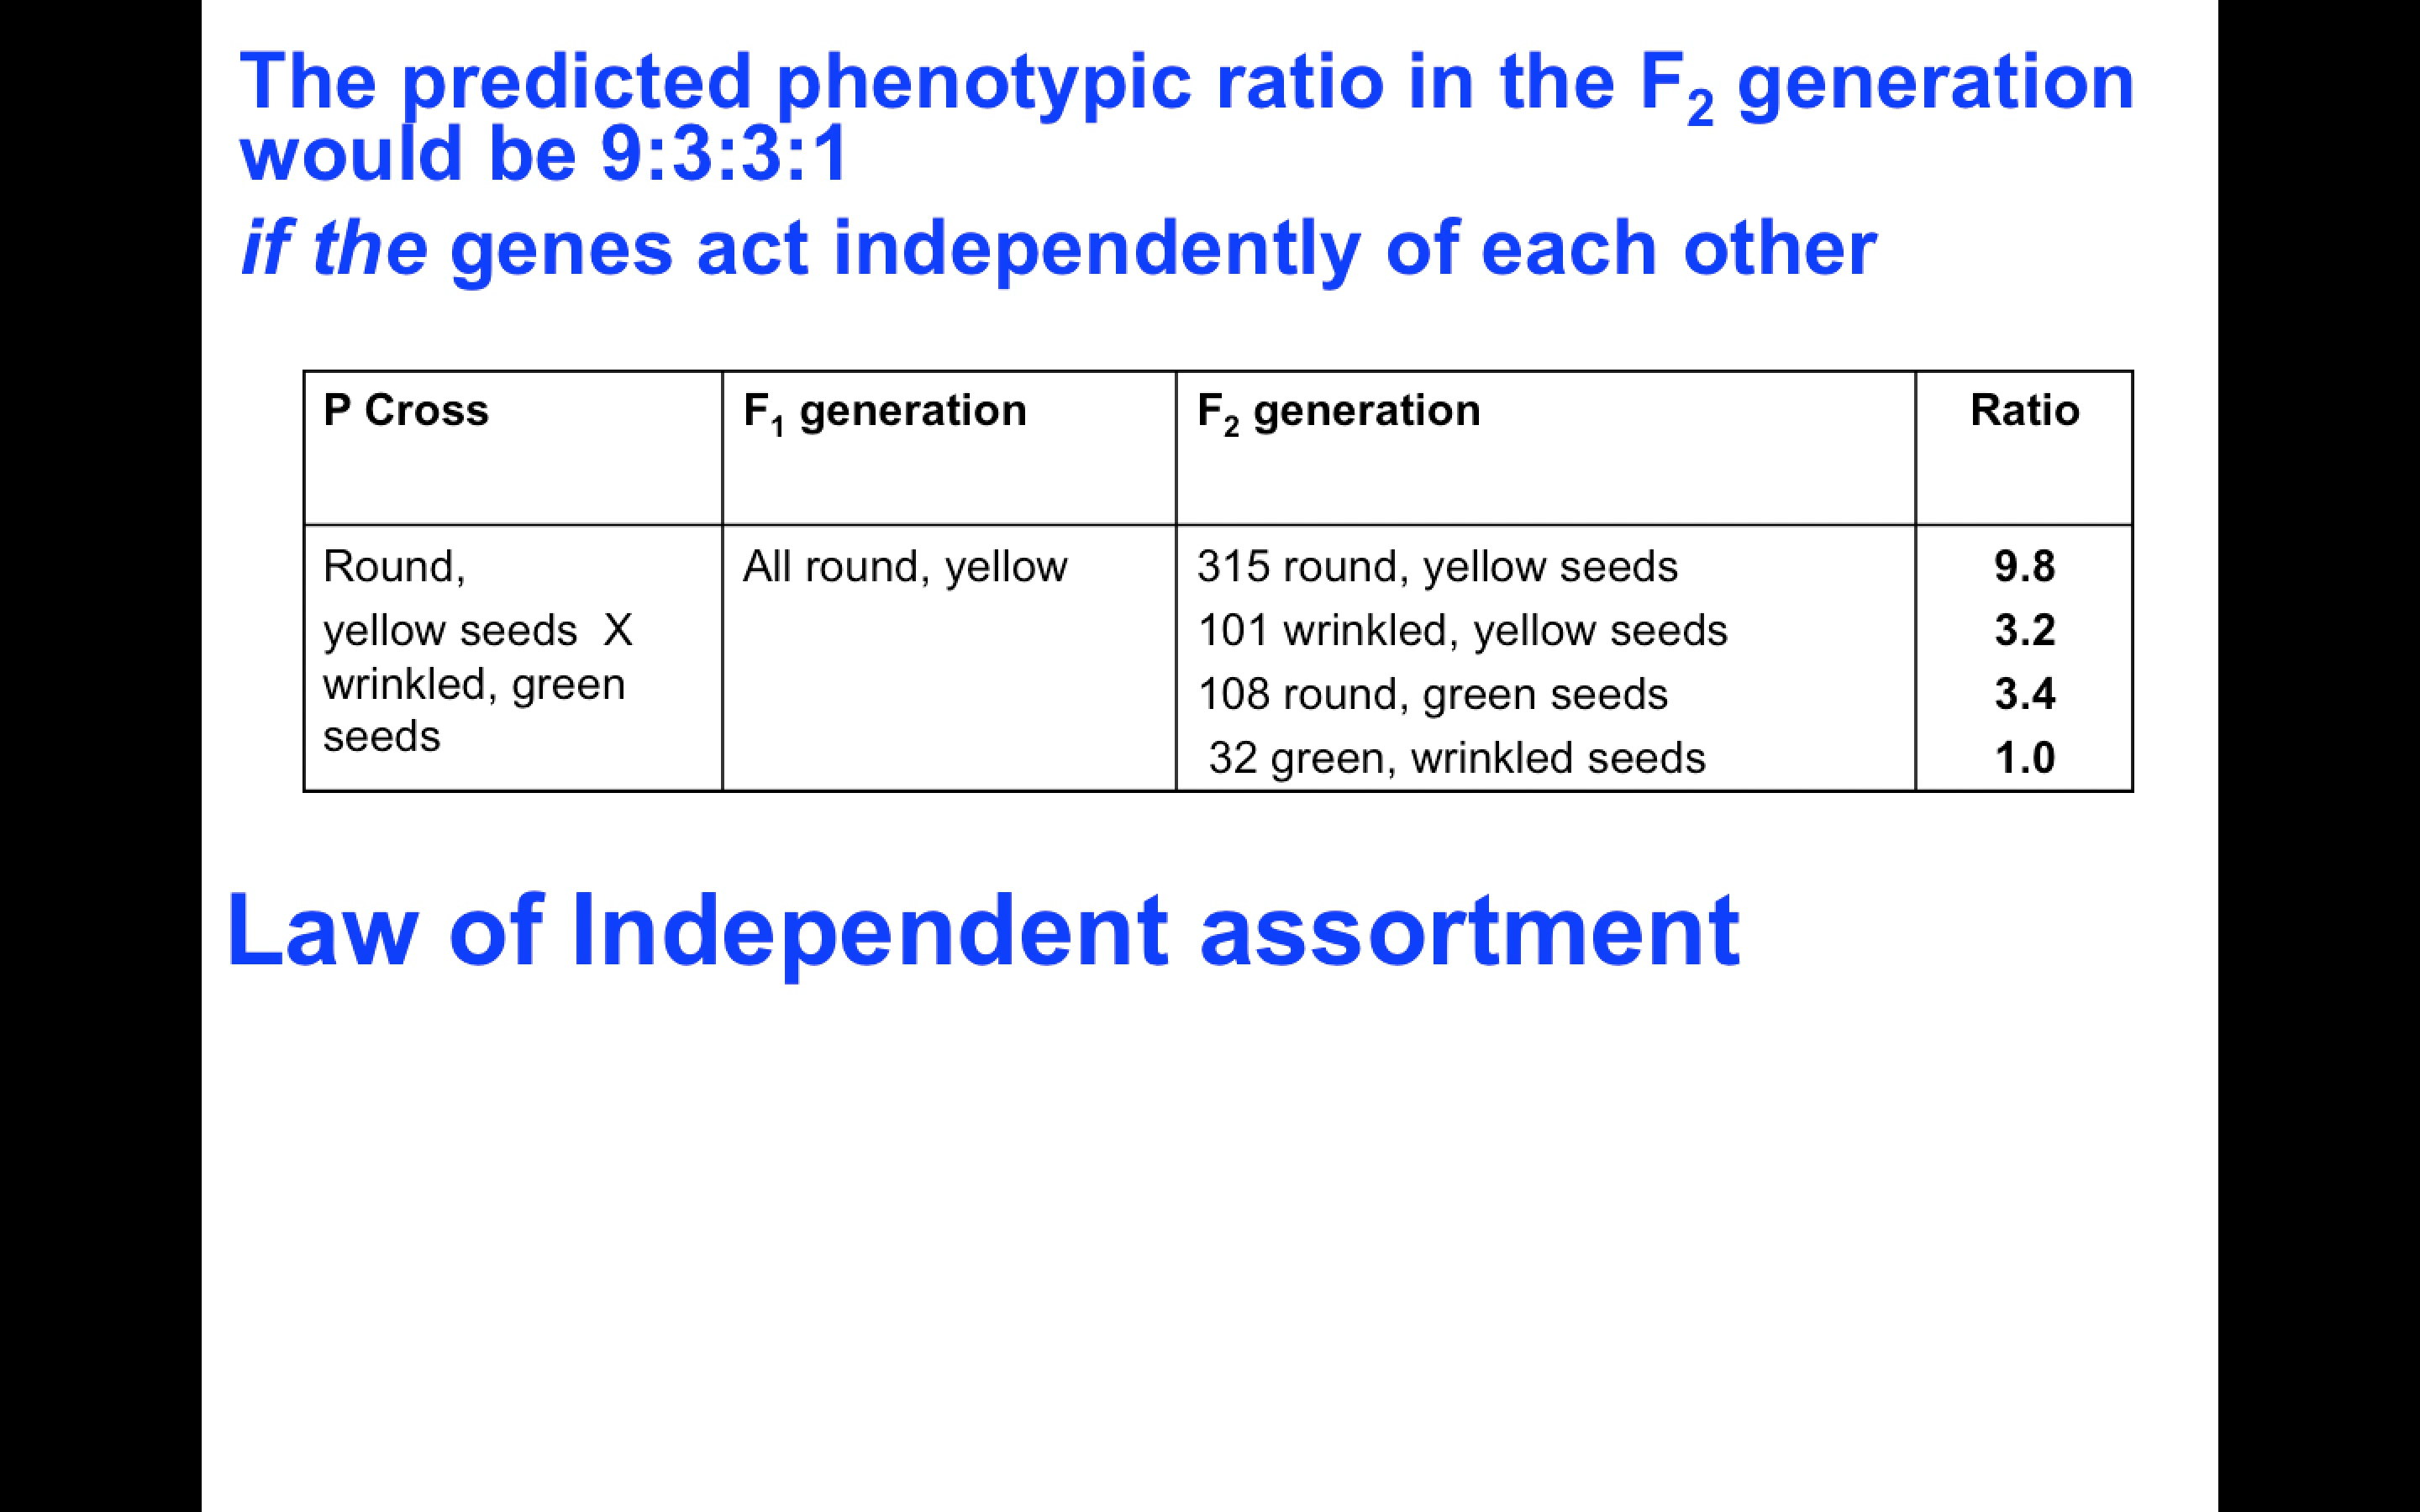 The predicted phenotypic ratio in the F₂ generation
would be 9:3:3:1
if the genes act independently of each other
P Cross F₁ generation F₂ generation Ratio
Round, All round, yellow 315 round, yellow seeds 9.8
yellow seeds X 101 wrinkled, yellow seeds 3.2
wrinkled, green 108 round, green seeds 3.4
seeds 32 green, wrinkled seeds 1.0
Law of Independent assortment